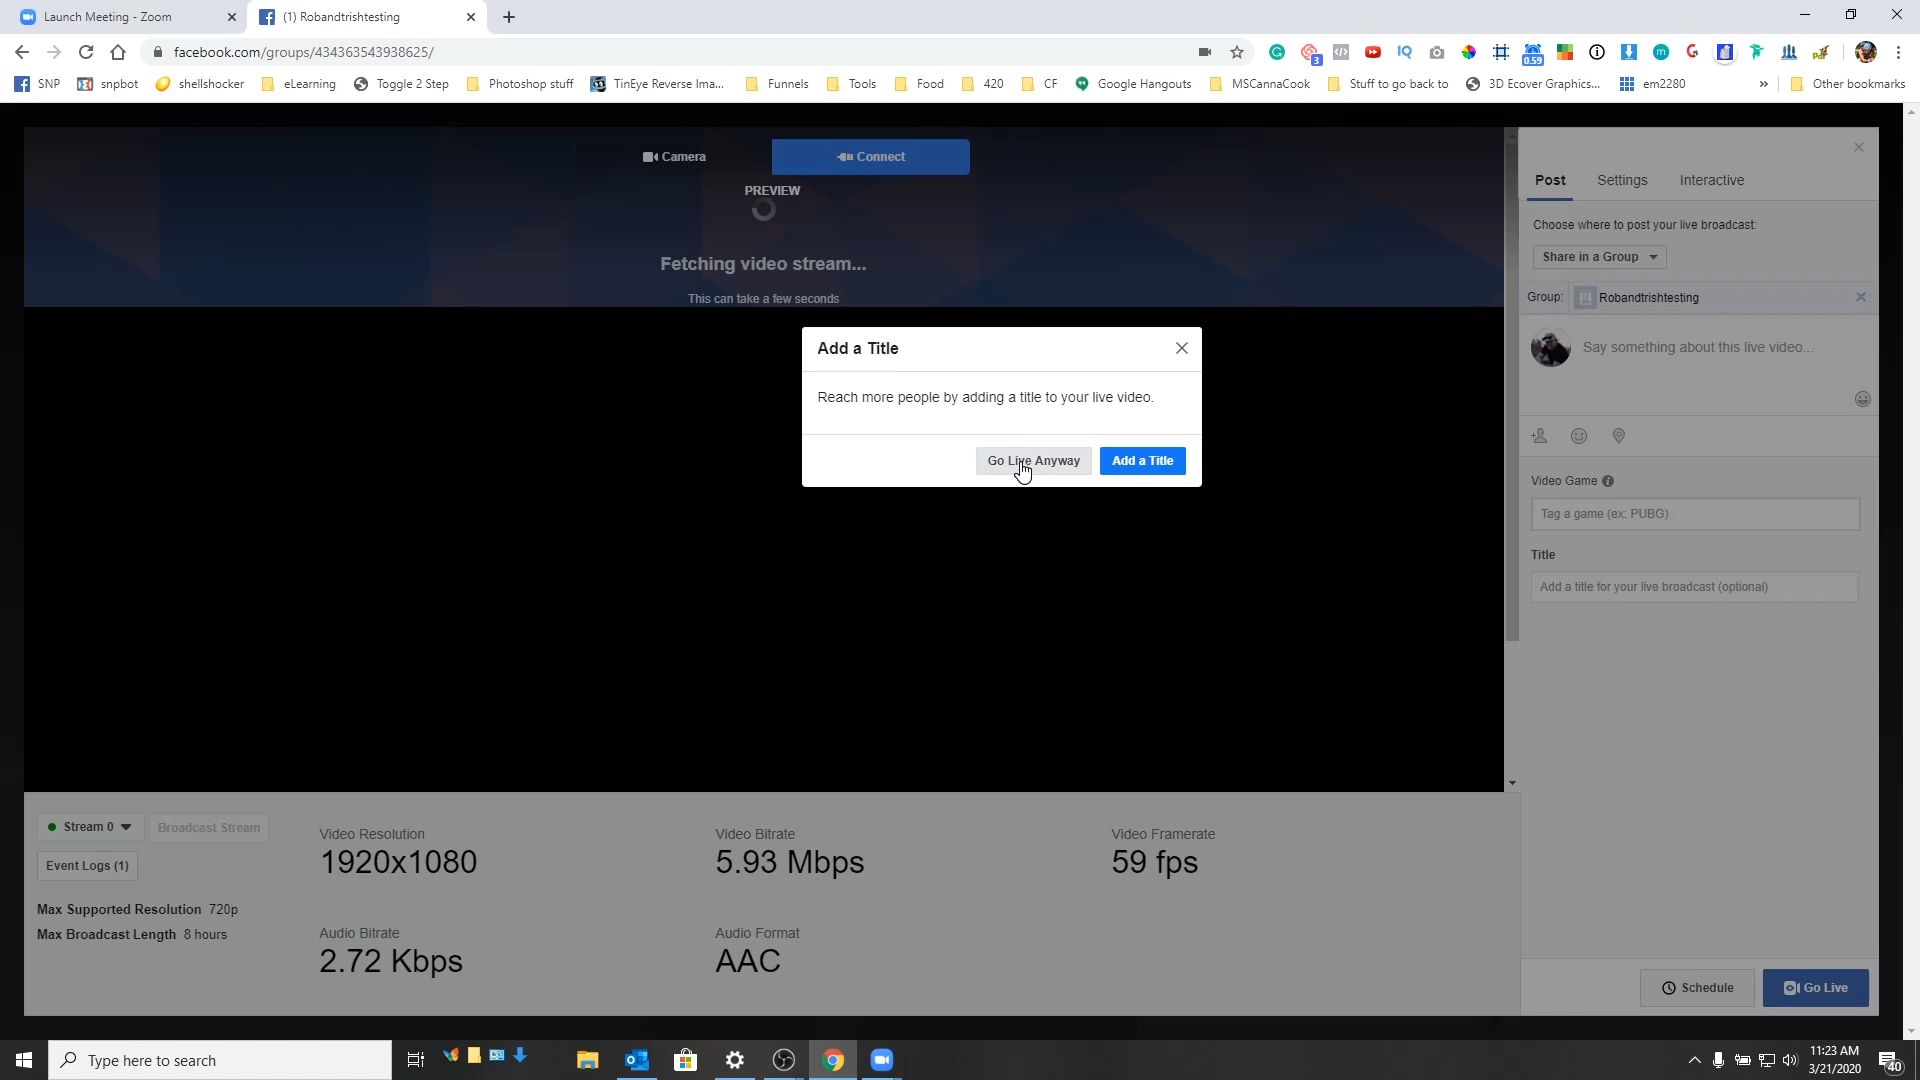 Launch Meeting - Zoom
(1) Robandtrishtesting
facebook.com/groups/434363543938625/
3
0.59
SNP
snpbot
shellshocker
eLearning
Toggle 2 Step
Photoshop stuff
TinEye Reverse Ima...
Funnels
Tools
Food
420
CF
Google Hangouts
MSCannaCook
Stuff to go back to
3D Ecover Graphics...
em2280
»
Other bookmarks
Camera
Connect
PREVIEW
Fetching video stream...
This can take a few seconds
Add a Title
Reach more people by adding a title to your live video.
Go Live Anyway
Add a Title
Post
Settings
Interactive
Choose where to post your live broadcast:
Share in a Group
Group:
Robandtrishtesting
Say something about this live video...
Video Game
Tag a game (ex: PUBG)
Title
Add a title for your live broadcast (optional)
Schedule
Go Live
Stream 0
Broadcast Stream
Event Logs (1)
Max Supported Resolution 720p
Max Broadcast Length 8 hours
Video Resolution
1920x1080
Video Bitrate
5.93 Mbps
Video Framerate
59 fps
Audio Bitrate
2.72 Kbps
Audio Format
AAC
Type here to search
11:23 AM
3/21/2020
40